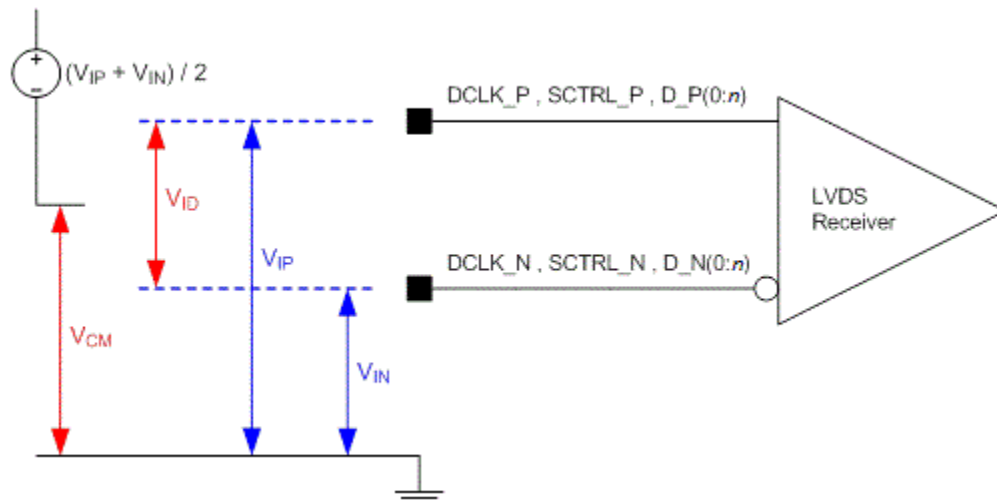 (VIP + VIN) / 2
DCLK_P , SCTRL_P , D_P(0:n)
VID
LVDS
Receiver
VIP
DCLK_N , SCTRL_N , D_N(0:n)
VCM
VIN